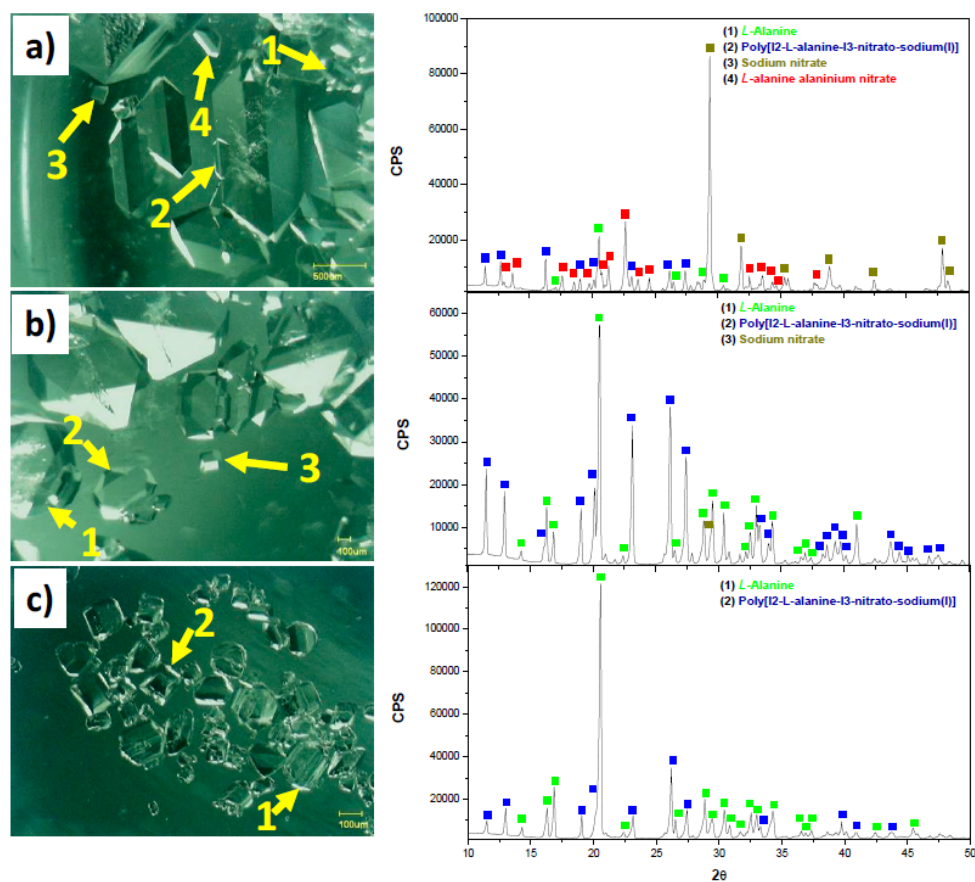 a)
1
4
3
2
500µm
CPS
100000
80000
60000
40000
20000
(1) L-Alanine
(2) Poly[I2-L-alanine-I3-nitrato-sodium(I)]
(3) Sodium nitrate
(4) L-alanine alaninium nitrate
b)
2
3
1
100µm
CPS
60000
50000
40000
30000
20000
10000
(1) L-Alanine
(2) Poly[I2-L-alanine-I3-nitrato-sodium(I)]
(3) Sodium nitrate
c)
2
1
100µm
CPS
120000
100000
80000
60000
40000
20000
(1) L-Alanine
(2) Poly[I2-L-alanine-I3-nitrato-sodium(I)]
10 15 20 25 30 35 40 45 50
2θ